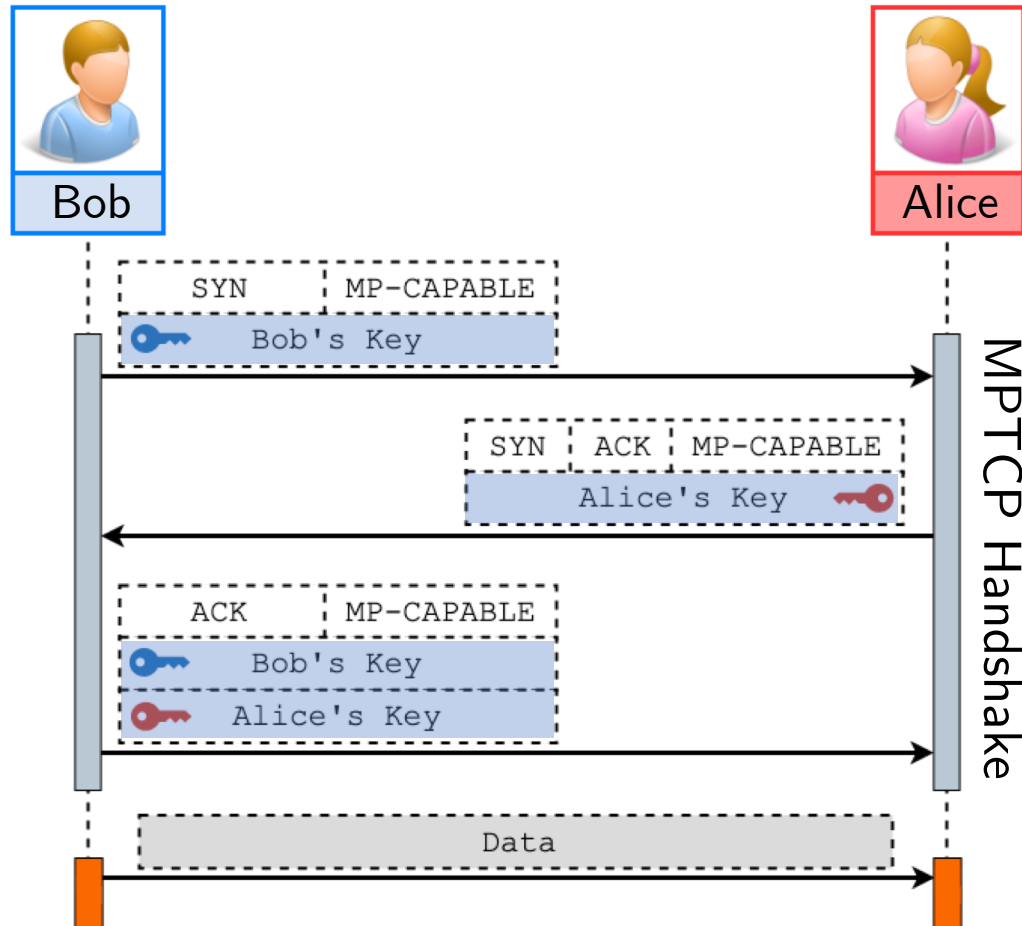 Bob
Alice
SYN MP-CAPABLE
Bob's Key
SYN ACK MP-CAPABLE
Alice's Key
ACK MP-CAPABLE
Bob's Key
Alice's Key
Data
MPTCP Handshake